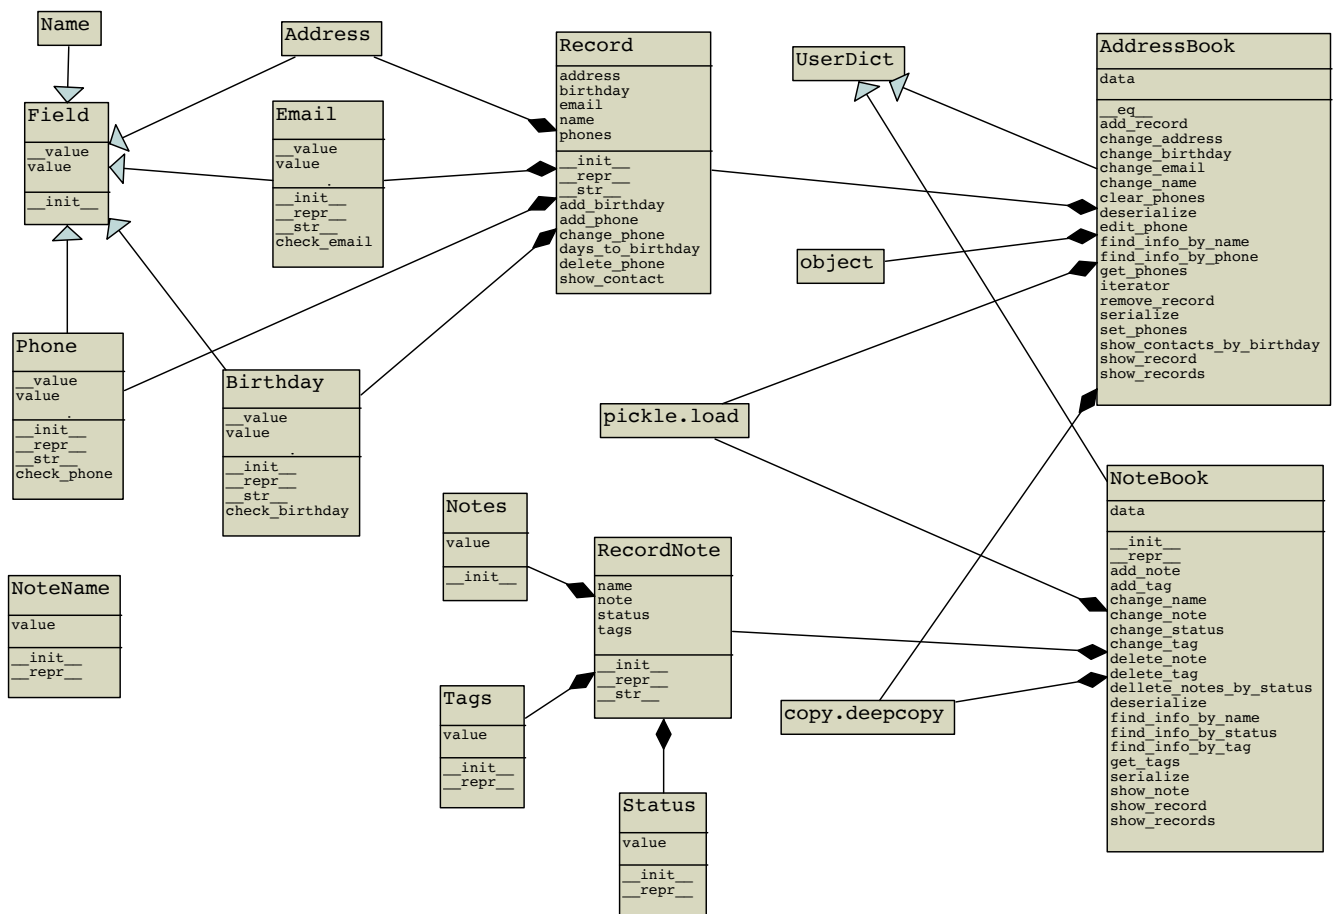 Name
Address
Record
address
birthday
email
name
phones
__init__
__repr__
__str__
add_birthday
add_phone
change_phone
days_to_birthday
delete_phone
show_contact
UserDict
AddressBook
data
__eq__
add_record
change_address
change_birthday
change_email
change_name
clear_phones
deserialize
edit_phone
find_info_by_name
find_info_by_phone
get_phones
iterator
remove_record
serialize
set_phones
show_contacts_by_birthday
show_record
show_records
Field
__value
value
__init__
Email
__value
value
.
__init__
__repr__
__str__
check_email
object
Phone
__value
value
.
__init__
__repr__
__str__
check_phone
Birthday
__value
value
.
__init__
__repr__
__str__
check_birthday
pickle.load
NoteBook
data
__init__
__repr__
add_note
add_tag
change_name
change_note
change_status
change_tag
delete_note
delete_tag
dellete_notes_by_status
deserialize
find_info_by_name
find_info_by_status
find_info_by_tag
get_tags
serialize
show_note
show_record
show_records
Notes
value
__init__
RecordNote
name
note
status
tags
__init__
__repr__
__str__
NoteName
value
__init__
__repr__
Tags
value
__init__
__repr__
copy.deepcopy
Status
value
__init__
__repr__